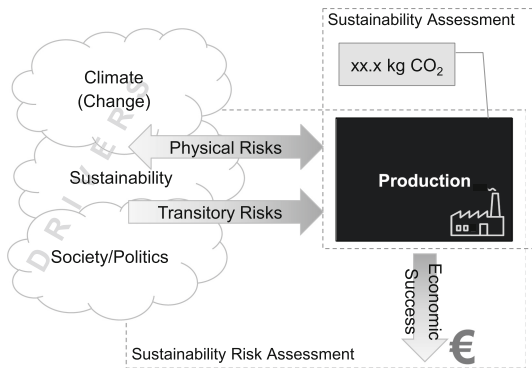 Sustainability Assessment
xx.x kg CO₂
Climate
(Change)
DRIVERS
Physical Risks
Sustainability
Production
Transitory Risks
Society/Politics
Economic
Success
€
Sustainability Risk Assessment